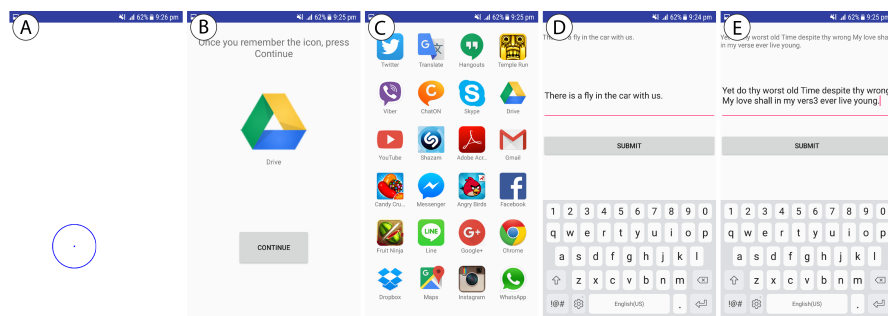 A
62% 9:26 pm
B
62% 9:25 pm
Once you remember the icon, press
Continue
Drive
CONTINUE
C
62% 9:25 pm
Twitter Translate Hangouts Temple Run
Viber ChatON Skype Drive
YouTube Shazam Adobe Acr... Gmail
Candy Cru... Messenger Angry Birds Facebook
Fruit Ninja Line Google+ Chrome
Dropbox Maps Instagram WhatsApp
D
62% 9:24 pm
is a fly in the car with us.
There is a fly in the car with us.
SUBMIT
1 2 3 4 5 6 7 8 9 0
q w e r t y u i o p
a s d f g h j k l
z x c v b n m
!@# English(US) .
E
62% 9:25 pm
thy worst old Time despite thy wrong My love shal
in my verse ever live young.
Yet do thy worst old Time despite thy wrong
My love shall in my vers3 ever live young.
SUBMIT
1 2 3 4 5 6 7 8 9 0
q w e r t y u i o p
a s d f g h j k l
z x c v b n m
!@# English(US) .